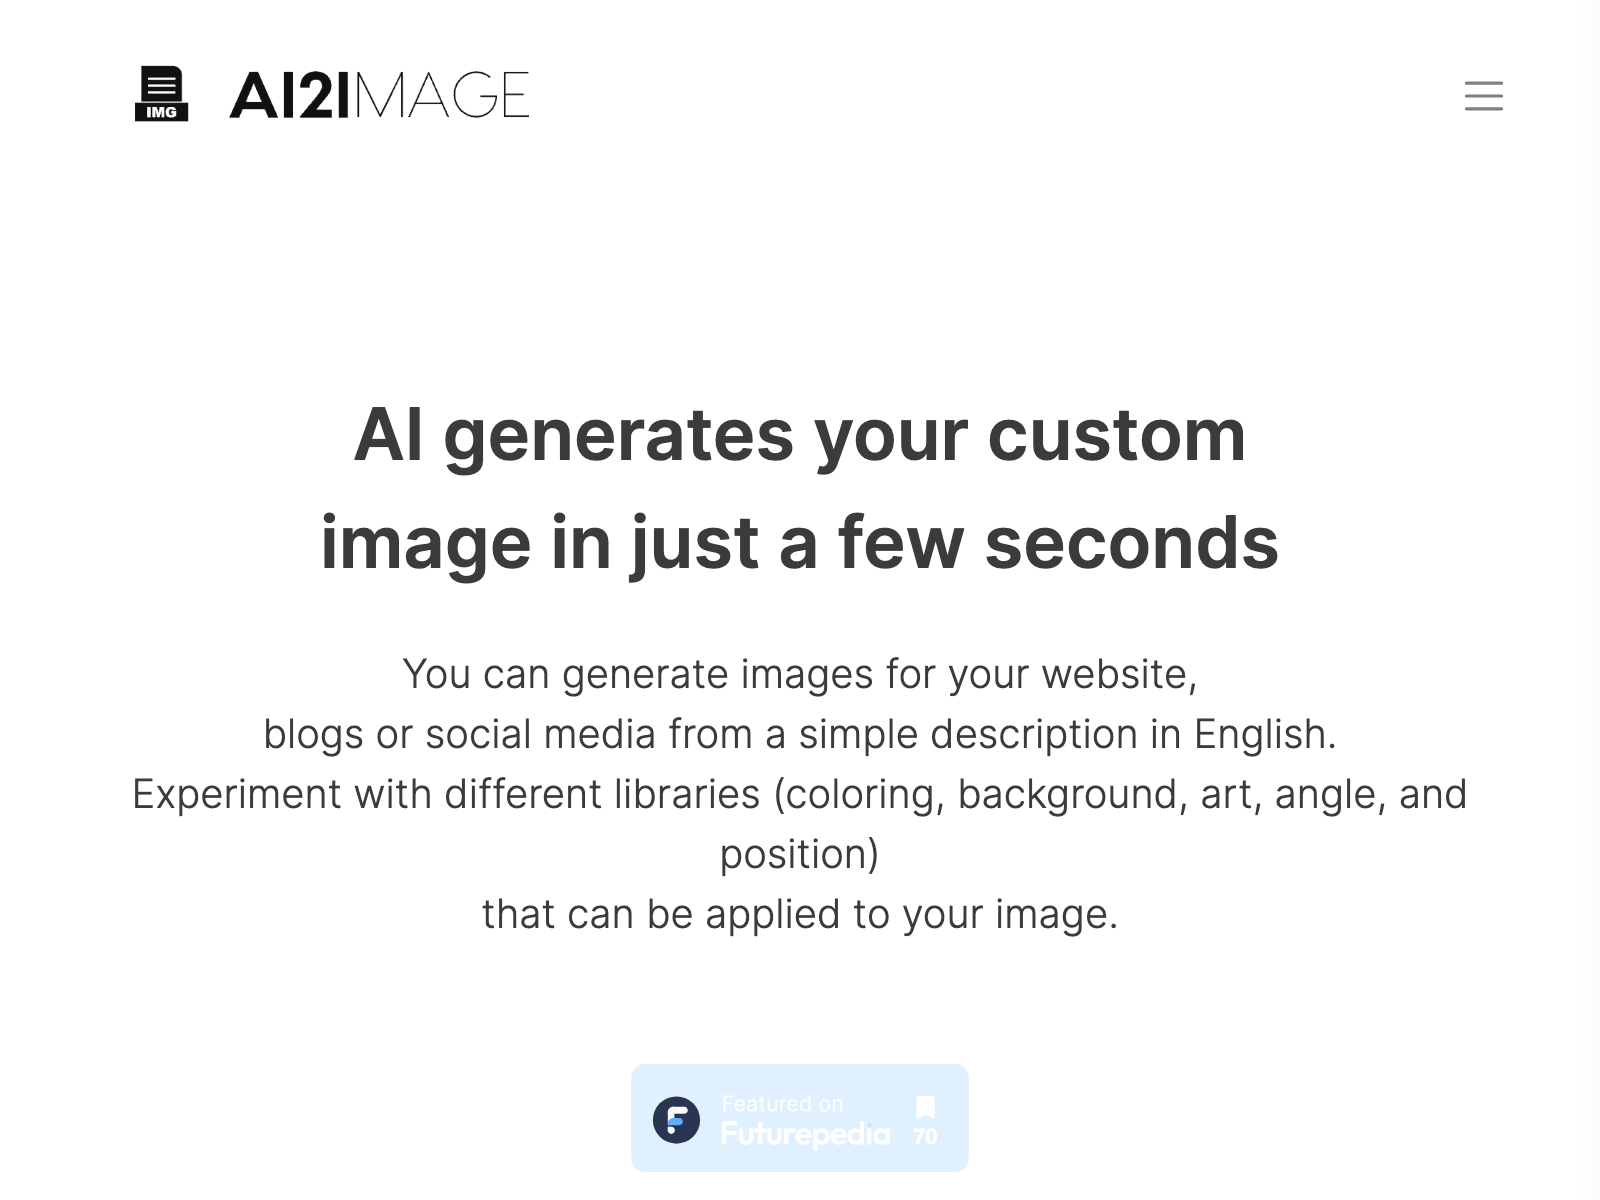 IMG
AI2IMAGE
AI generates your custom
image in just a few seconds
You can generate images for your website,
blogs or social media from a simple description in English.
Experiment with different libraries (coloring, background, art, angle, and
position)
that can be applied to your image.
Featured on
Futurepedia
70